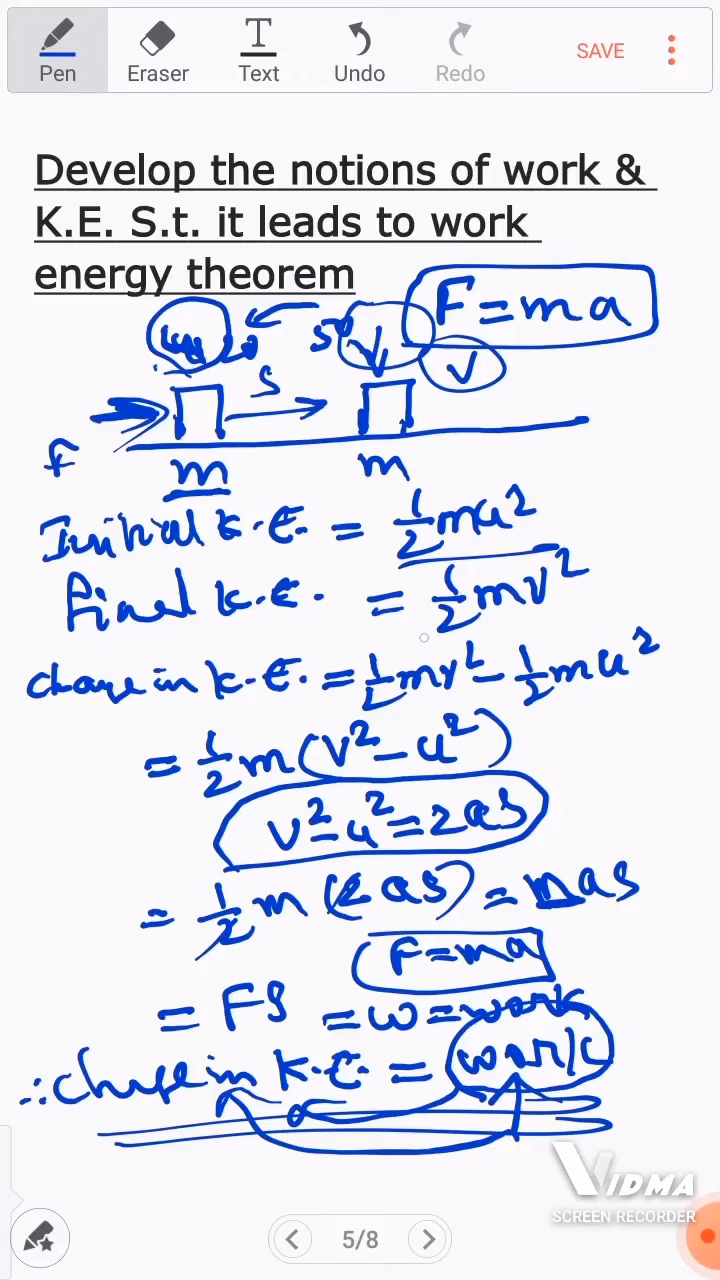 Pen Eraser Text Undo Redo SAVE
Develop the notions of work &
K.E. S.t. it leads to work
energy theorem
F=ma
S V
F
m m
Initial K.E. = 1/2 mu²
final K.E. = 1/2 mv²
change in K.E. = 1/2 mv² - 1/2 mu²
= 1/2 m (v² - u²)
v² - u² = 2as
= 1/2 m (2as) = mas
F=ma
= FS = W = work
∴ change in K.E. = work
VIDMA
SCREEN RECORDER
5/8